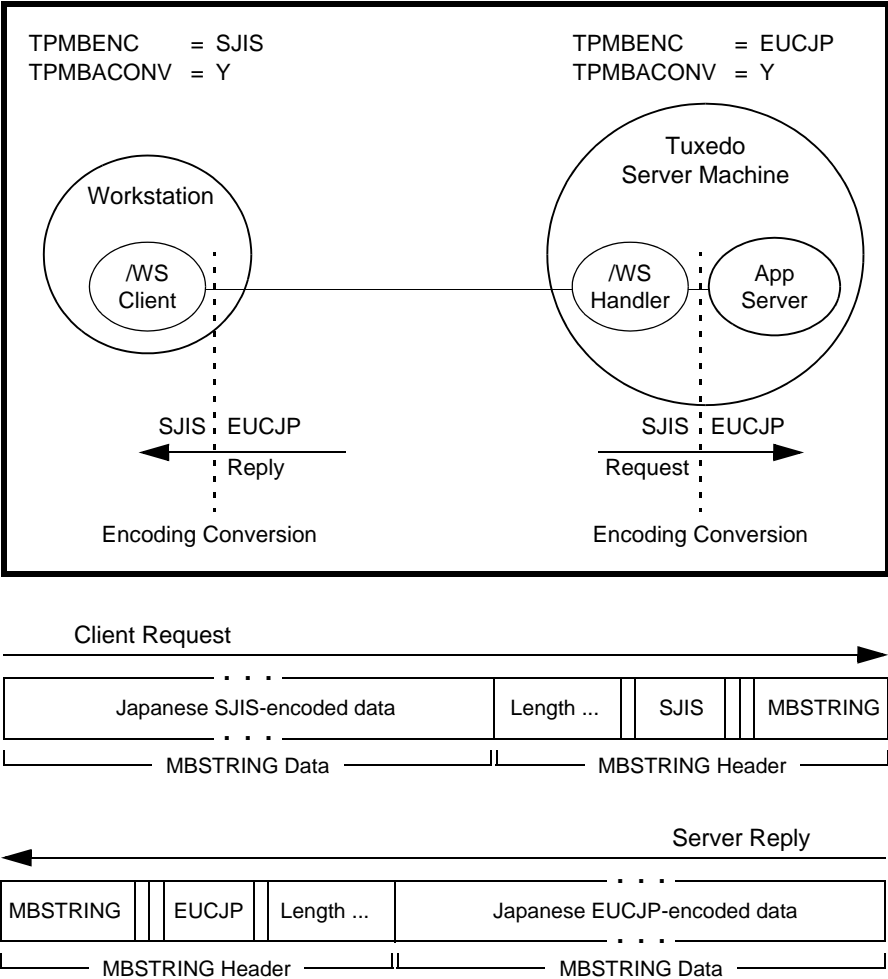 TPMBENC = SJIS
TPMBACONV = Y
TPMBENC = EUCJP
TPMBACONV = Y
Workstation
/WS
Client
Tuxedo
Server Machine
/WS
Handler
App
Server
SJIS EUCJP
Reply
Encoding Conversion
SJIS EUCJP
Request
Encoding Conversion
Client Request
Japanese SJIS-encoded data Length ... SJIS MBSTRING
MBSTRING Data MBSTRING Header
Server Reply
MBSTRING EUCJP Length ... Japanese EUCJP-encoded data
MBSTRING Header MBSTRING Data